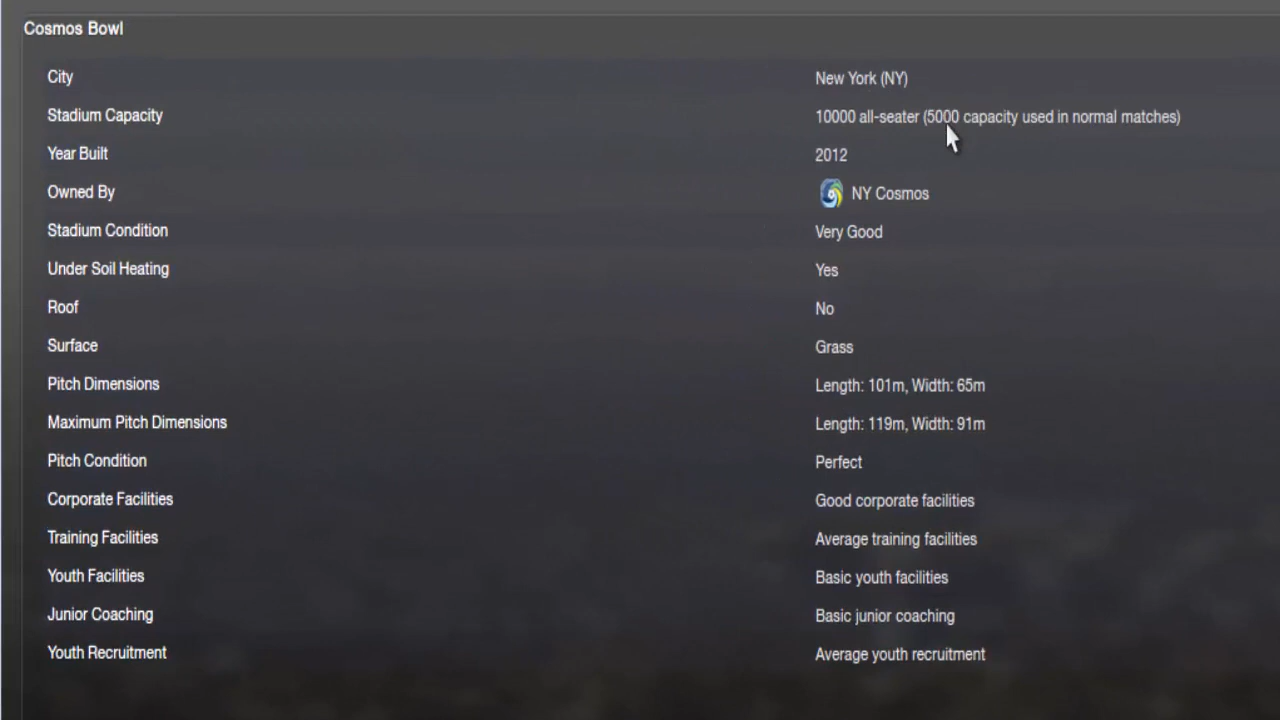 Cosmos Bowl
City New York (NY)
Stadium Capacity 10000 all-seater (5000 capacity used in normal matches)
Year Built 2012
Owned By NY Cosmos
Stadium Condition Very Good
Under Soil Heating Yes
Roof No
Surface Grass
Pitch Dimensions Length: 101m, Width: 65m
Maximum Pitch Dimensions Length: 119m, Width: 91m
Pitch Condition Perfect
Corporate Facilities Good corporate facilities
Training Facilities Average training facilities
Youth Facilities Basic youth facilities
Junior Coaching Basic junior coaching
Youth Recruitment Average youth recruitment